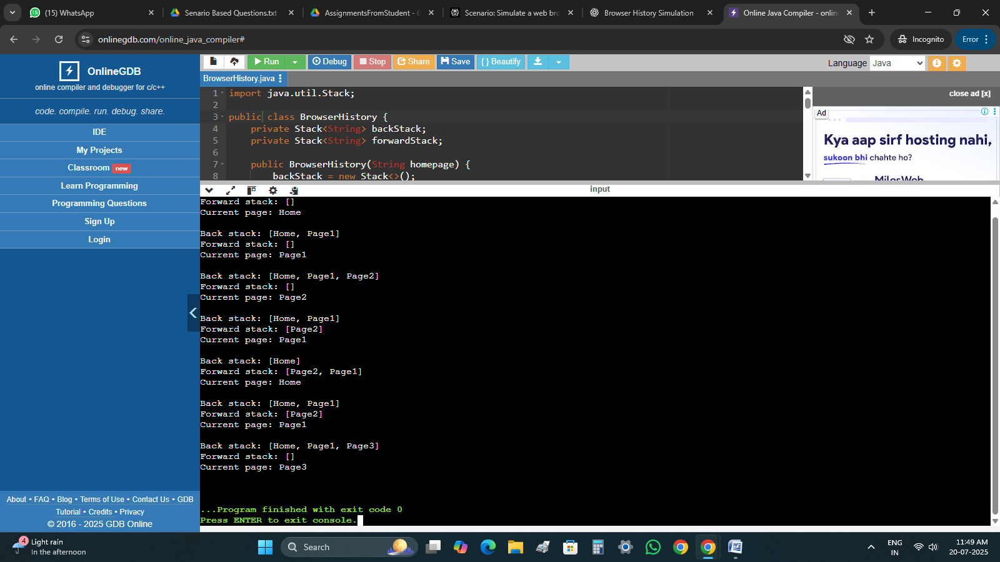 (15) WhatsApp
Senario Based Questions.txt
AssignmentsFromStudent - G
Scenario: Simulate a web bro
Browser History Simulation
Online Java Compiler - onlin
onlinegdb.com/online_java_compiler#
Incognito
Error
OnlineGDB
online compiler and debugger for c/c++
code. compile. run. debug. share.
IDE
My Projects
Classroom new
Learn Programming
Programming Questions
Sign Up
Login
About • FAQ • Blog • Terms of Use • Contact Us • GDB
Tutorial • Credits • Privacy
© 2016 - 2025 GDB Online
Run Debug Stop Share Save { } Beautify
Language Java
BrowserHistory.java
1 import java.util.Stack;
2
3 public class BrowserHistory {
4 private Stack<String> backStack;
5 private Stack<String> forwardStack;
6
7 public BrowserHistory(String homepage) {
8 backStack = new Stack<>();
close ad [x]
Ad
Kya aap sirf hosting nahi,
sukoon bhi chahte ho?
MilesWeb
input
Forward stack: []
Current page: Home
Back stack: [Home, Page1]
Forward stack: []
Current page: Page1
Back stack: [Home, Page1, Page2]
Forward stack: []
Current page: Page2
Back stack: [Home, Page1]
Forward stack: [Page2]
Current page: Page1
Back stack: [Home]
Forward stack: [Page2, Page1]
Current page: Home
Back stack: [Home, Page1]
Forward stack: [Page2]
Current page: Page1
Back stack: [Home, Page1, Page3]
Forward stack: []
Current page: Page3
...Program finished with exit code 0
Press ENTER to exit console.
4
Light rain
In the afternoon
Search
ENG
IN
11:49 AM
20-07-2025